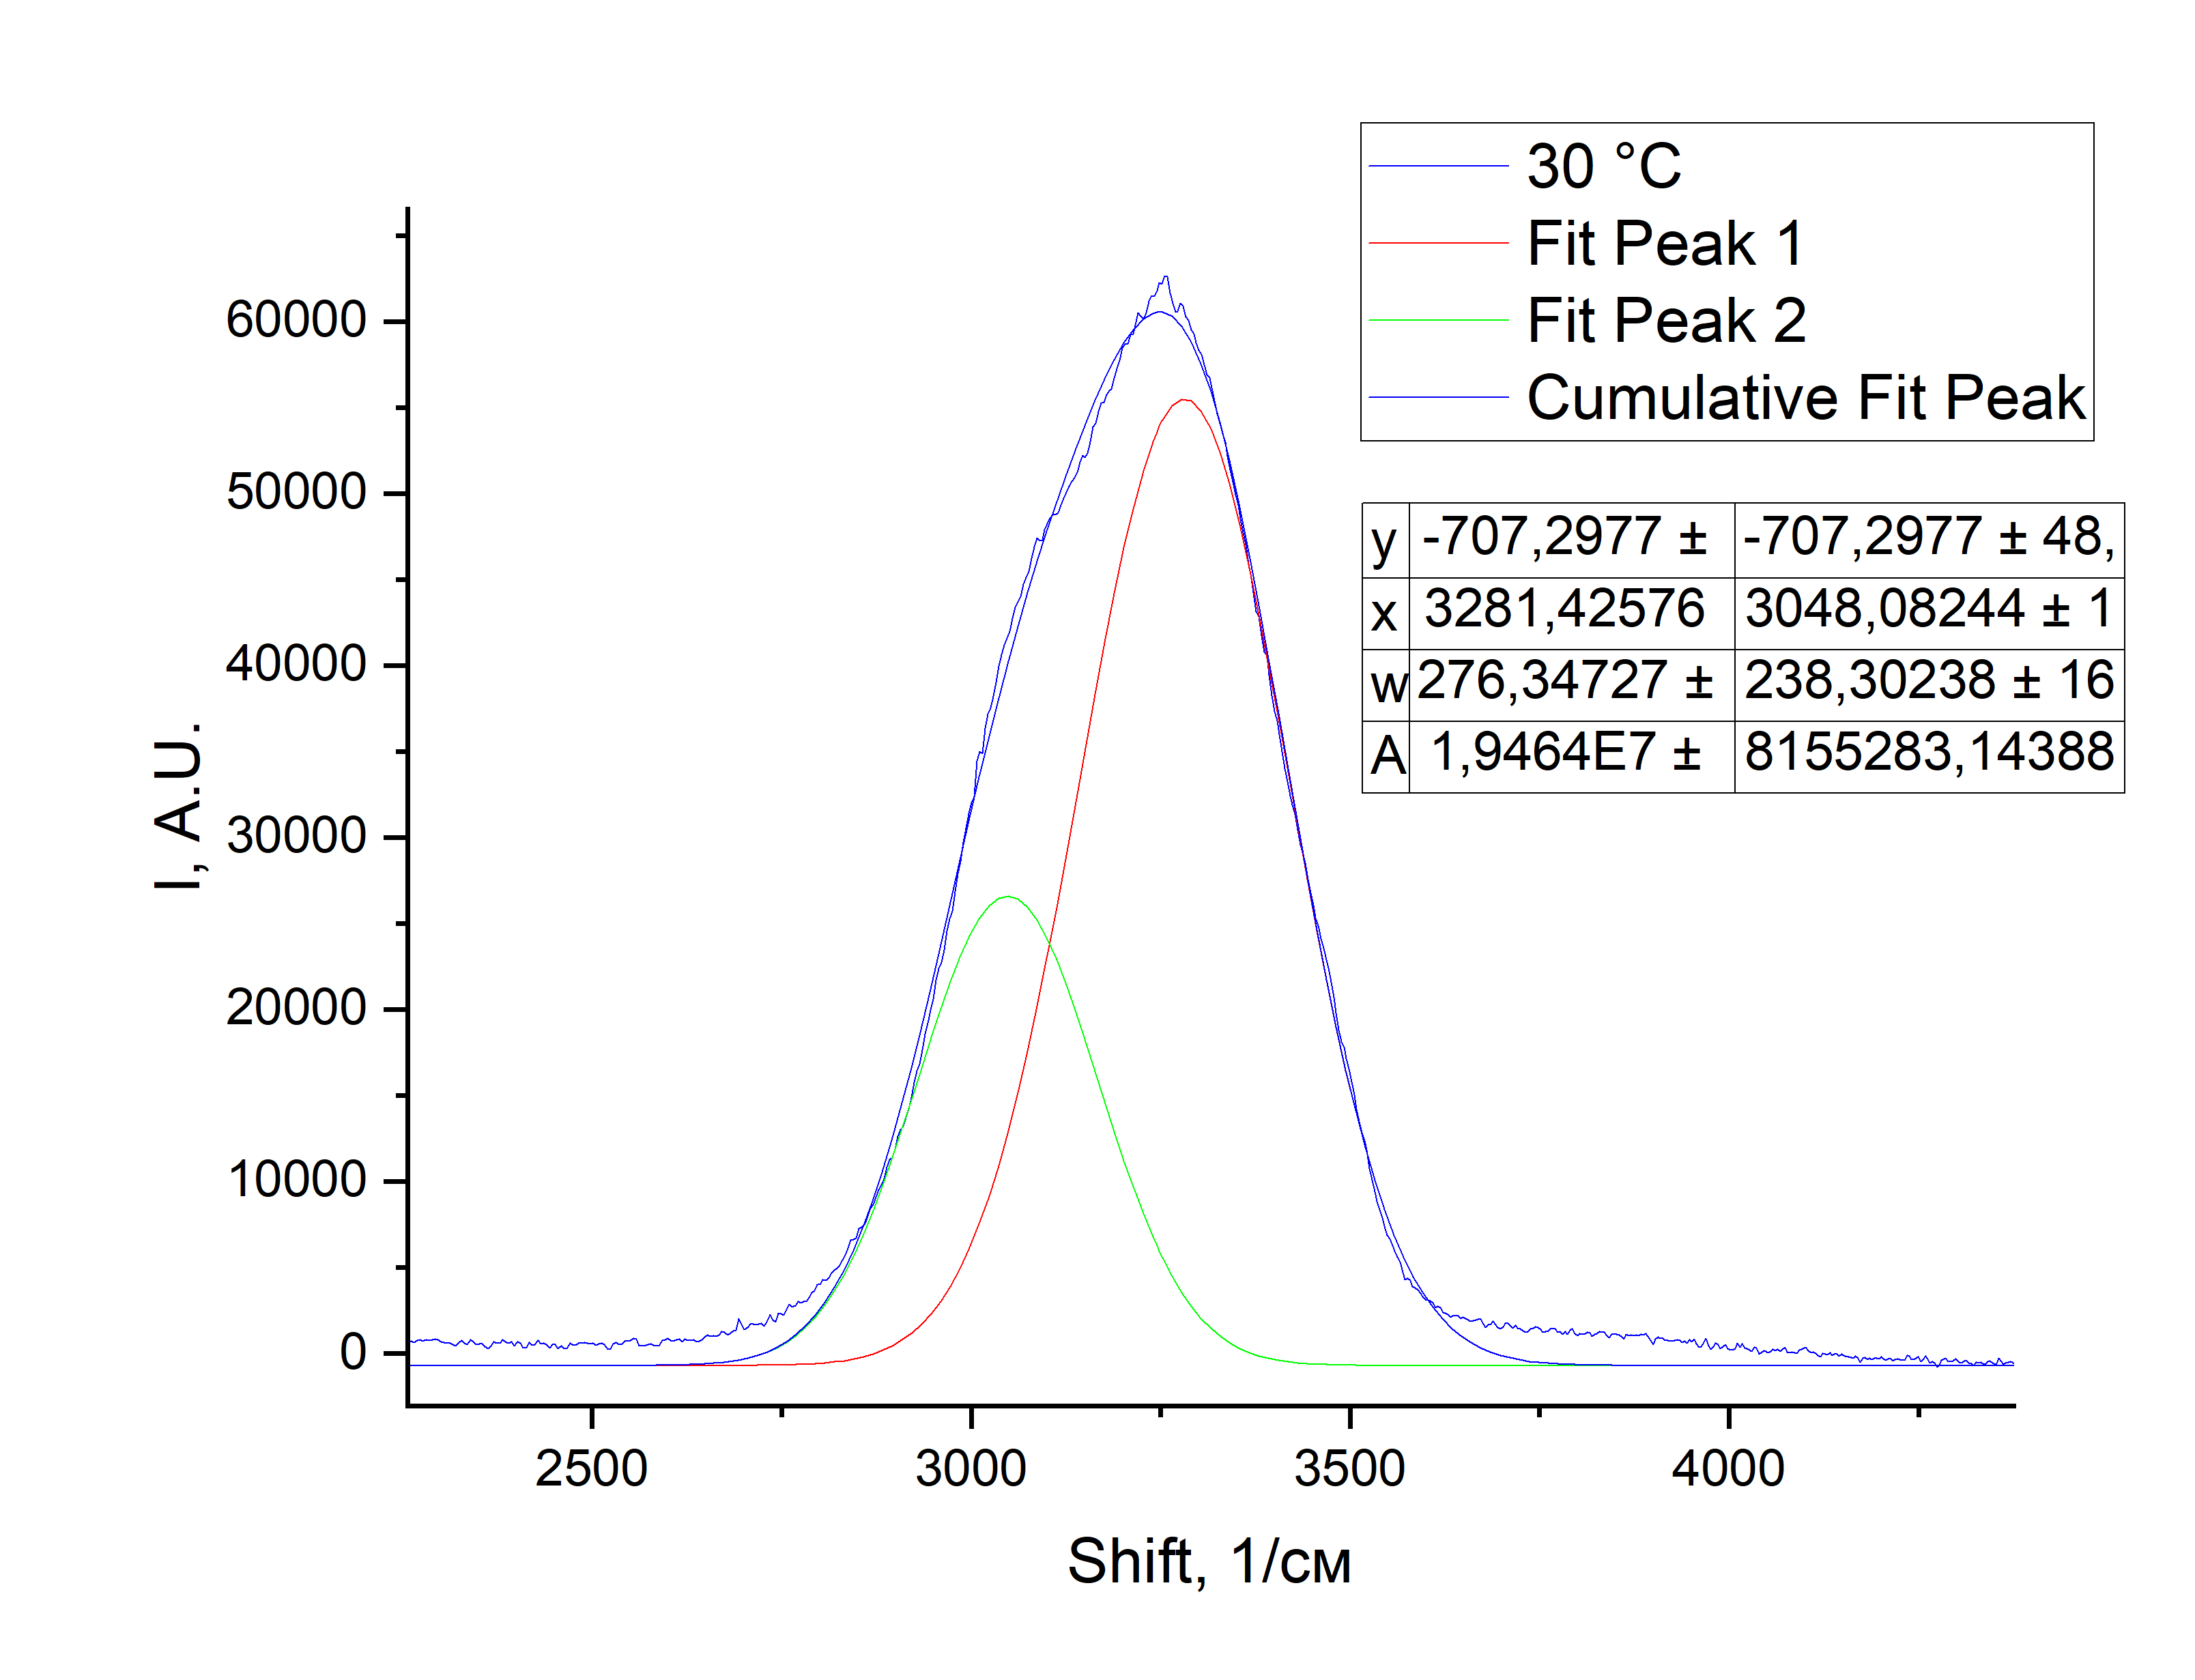 30 °C
Fit Peak 1
Fit Peak 2
Cumulative Fit Peak
y -707,2977 ± -707,2977 ± 48,
x 3281,42576 3048,08244 ± 1
w 276,34727 ± 238,30238 ± 16
A 1,9464E7 ± 8155283,14388
60000
50000
40000
30000
20000
10000
0
I, A.U.
2500 3000 3500 4000
Shift, 1/см